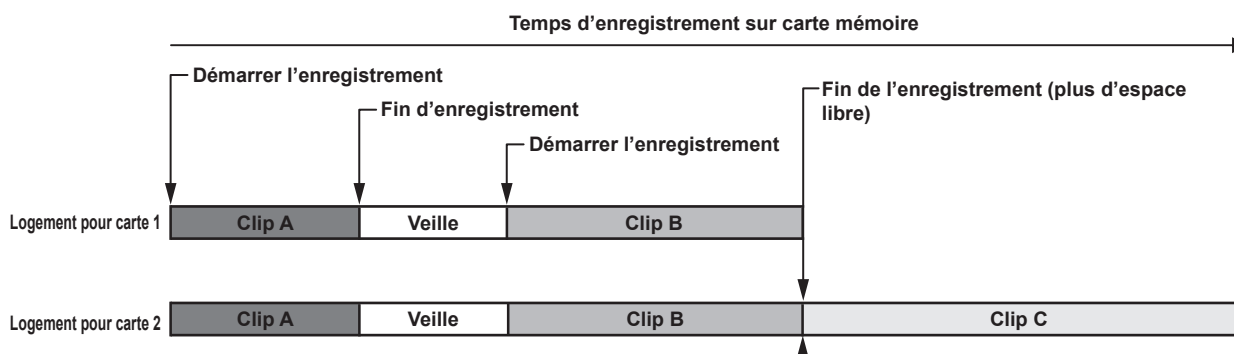 Temps d'enregistrement sur carte mémoire
Démarrer l'enregistrement
Fin d'enregistrement
Démarrer l'enregistrement
Fin de l'enregistrement (plus d'espace
libre)
Logement pour carte 1
Clip A
Veille
Clip B
Logement pour carte 2
Clip A
Veille
Clip B
Clip C